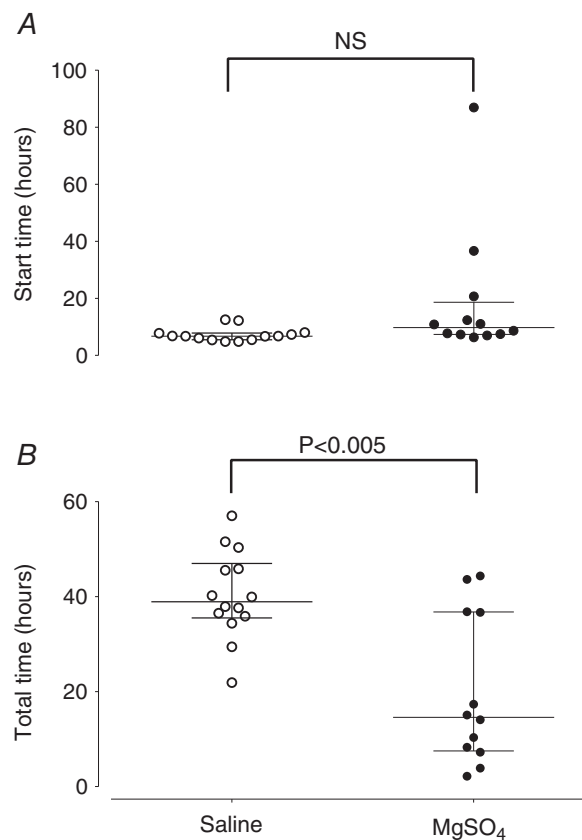 A
NS
100
80
60
40
20
0
Start time (hours)
B
P<0.005
60
40
20
0
Total time (hours)
Saline MgSO₄